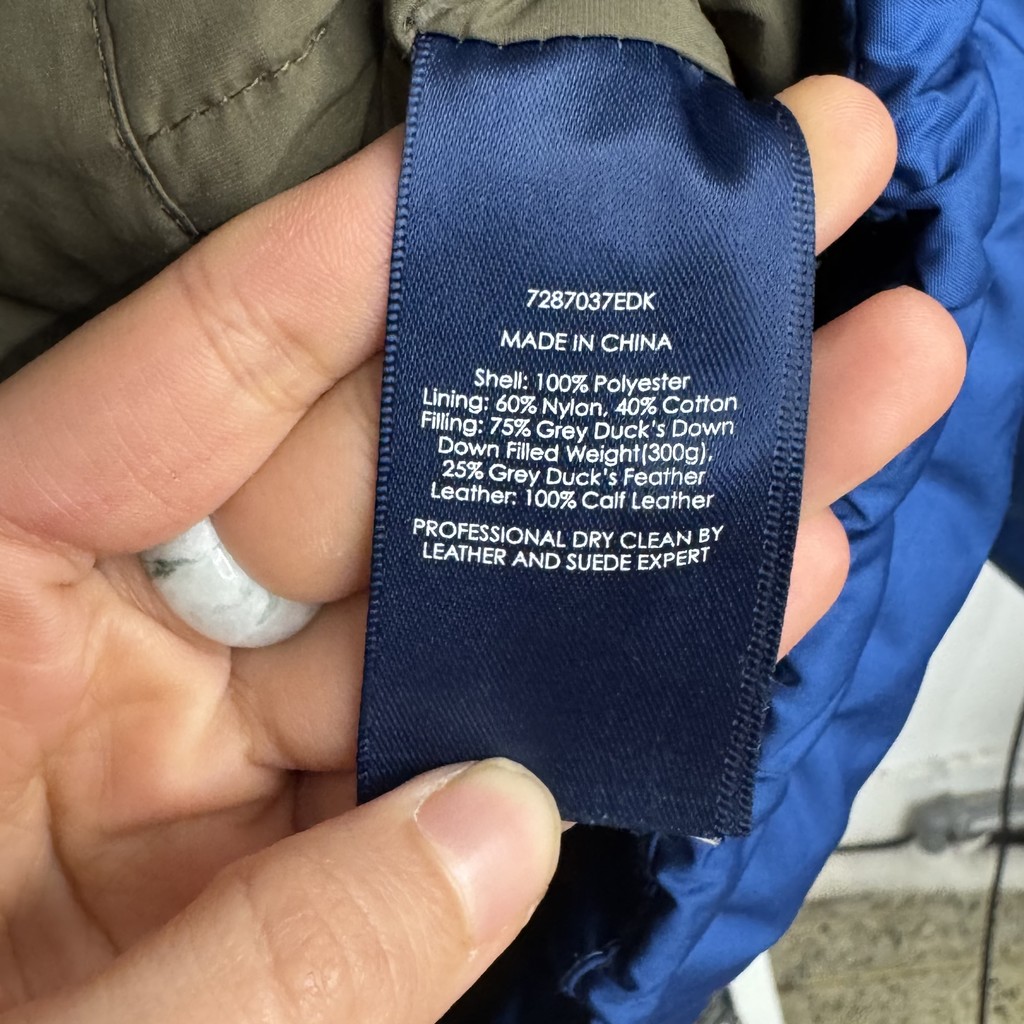 7287037EDK
MADE IN CHINA
Shell: 100% Polyester
Lining: 60% Nylon, 40% Cotton
Filling: 75% Grey Duck's Down
Down Filled Weight(300g),
25% Grey Duck's Feather
Leather: 100% Calf Leather
PROFESSIONAL DRY CLEAN BY
LEATHER AND SUEDE EXPERT